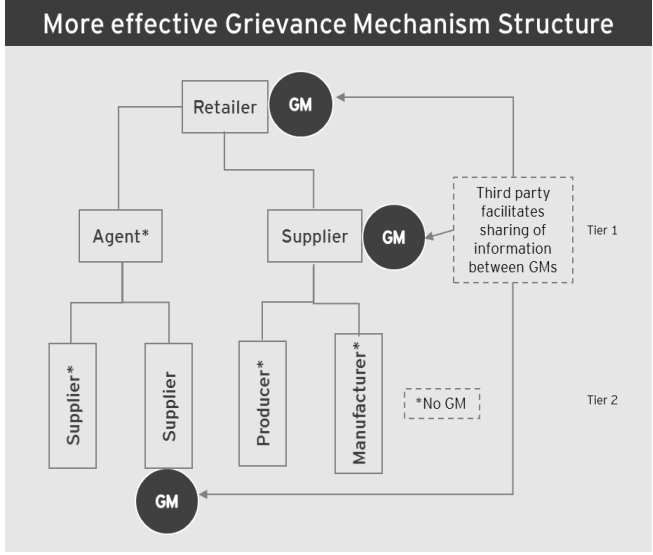 More effective Grievance Mechanism Structure
Retailer
GM
Third party
facilitates
sharing of
information
between GMs
Tier 1
Agent*
Supplier
GM
Supplier*
Supplier
Producer*
Manufacturer*
*No GM
Tier 2
GM